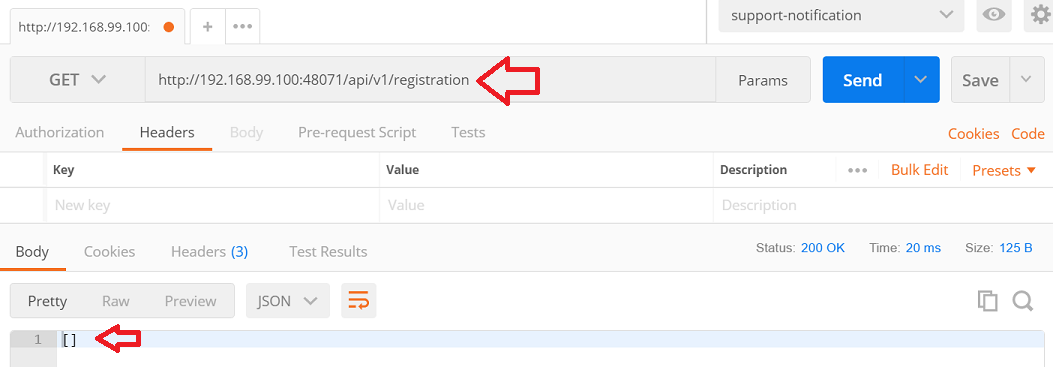 http://192.168.99.100:
+
•••
support-notification
GET
http://192.168.99.100:48071/api/v1/registration
Params
Send
Save
Authorization
Headers
Body
Pre-request Script
Tests
Cookies
Code
Key
Value
Description
•••
Bulk Edit
Presets
New key
Value
Description
Body
Cookies
Headers (3)
Test Results
Status: 200 OK
Time: 20 ms
Size: 125 B
Pretty
Raw
Preview
JSON
1
[]